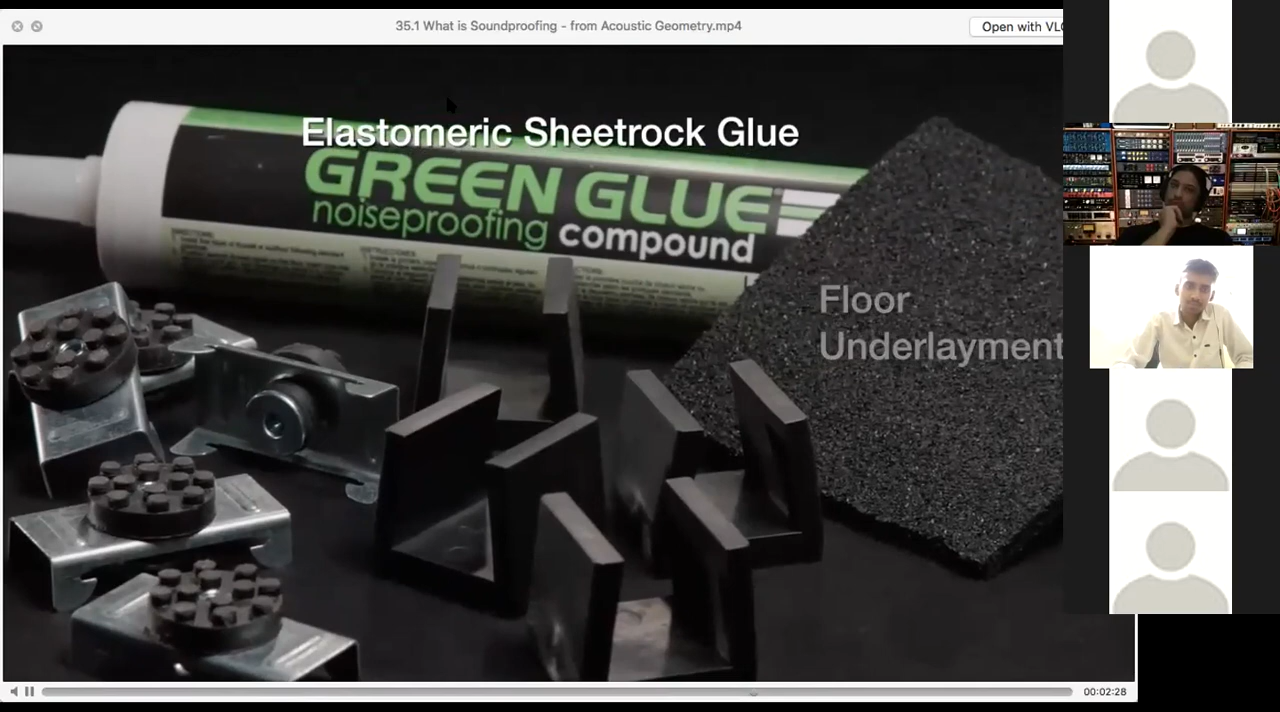 35.1 What is Soundproofing - from Acoustic Geometry.mp4
Open with VLC
Elastomeric Sheetrock Glue
GREEN GLUE
noiseproofing compound
Floor
Underlayment
00:02:28